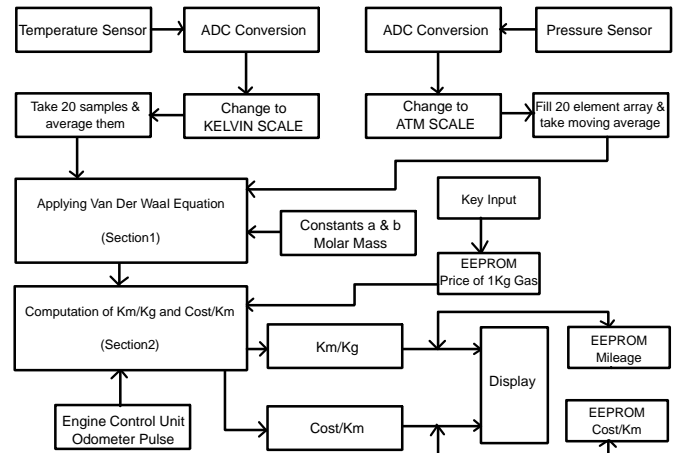 Temperature Sensor
ADC Conversion
ADC Conversion
Pressure Sensor
Take 20 samples &
average them
Change to
KELVIN SCALE
Change to
ATM SCALE
Fill 20 element array &
take moving average
Applying Van Der Waal Equation
(Section1)
Constants a & b
Molar Mass
Key Input
EEPROM
Price of 1Kg Gas
Computation of Km/Kg and Cost/Km
(Section2)
Km/Kg
Display
EEPROM
Mileage
Engine Control Unit
Odometer Pulse
Cost/Km
EEPROM
Cost/Km